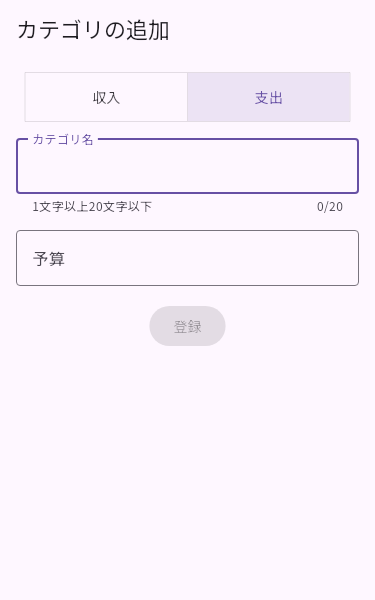 カテゴリの追加
収入
支出
カテゴリ名
1文字以上20文字以下
0/20
予算
登録